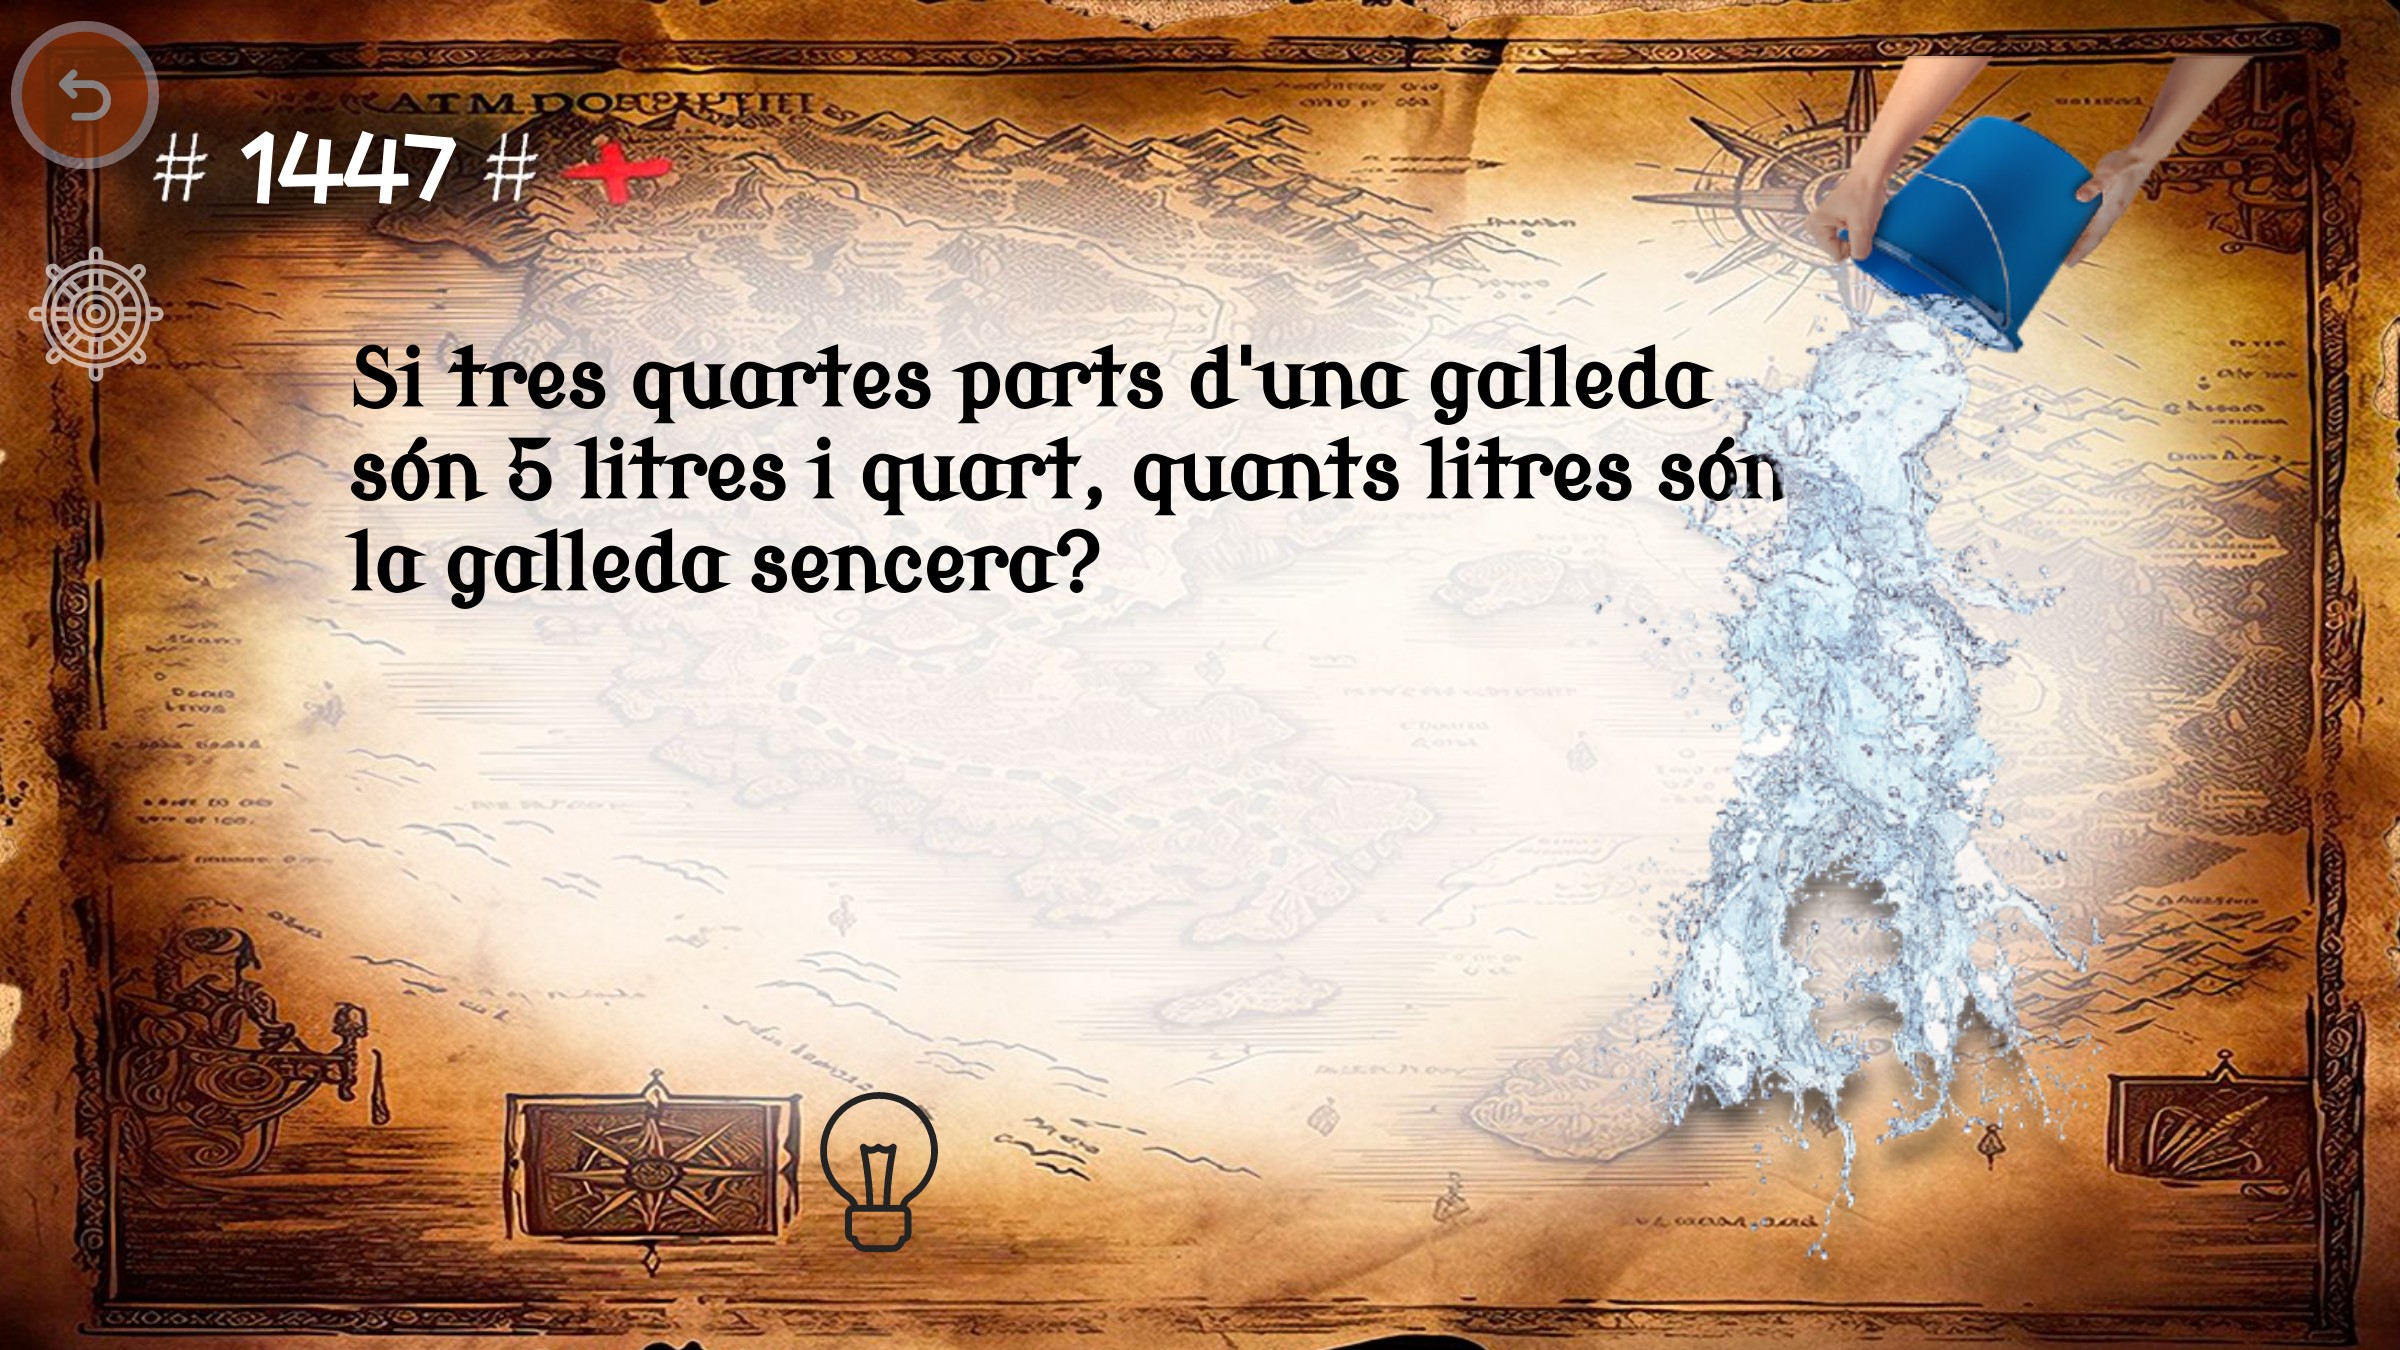 # 1447 #
Si tres quartes parts d'una galleda
són 5 litres i quart, quants litres són
la galleda sencera?